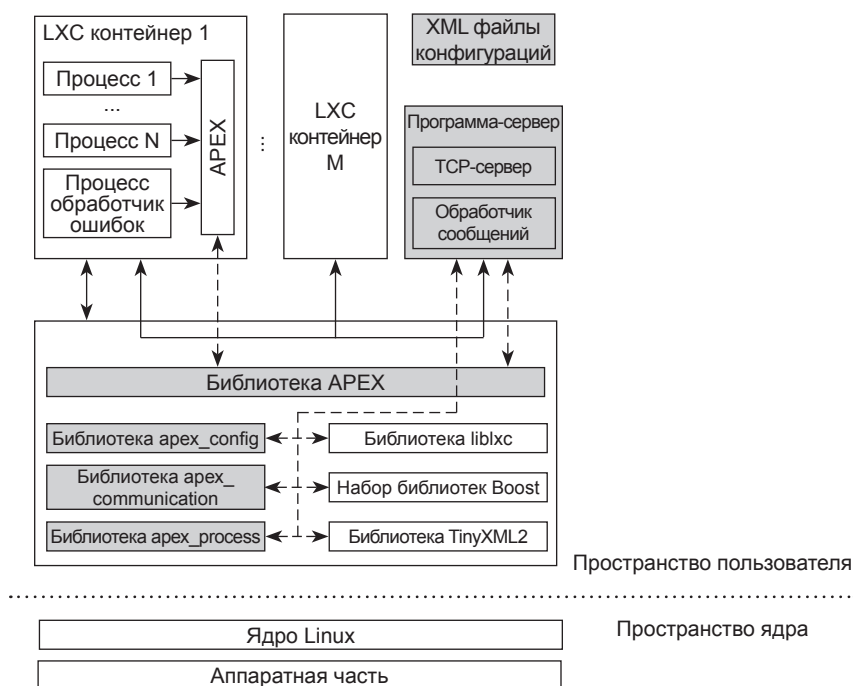 LXC контейнер 1
Процесс 1
...
Процесс N
Процесс
обработчик
ошибок
APEX
...
LXC
контейнер
M
XML файлы
конфигураций
Программа-сервер
TCP-сервер
Обработчик
сообщений
Библиотека APEX
Библиотека apex_config
Библиотека liblxc
Библиотека apex_
communication
Набор библиотек Boost
Библиотека apex_process
Библиотека TinyXML2
Пространство пользователя
Ядро Linux
Пространство ядра
Аппаратная часть